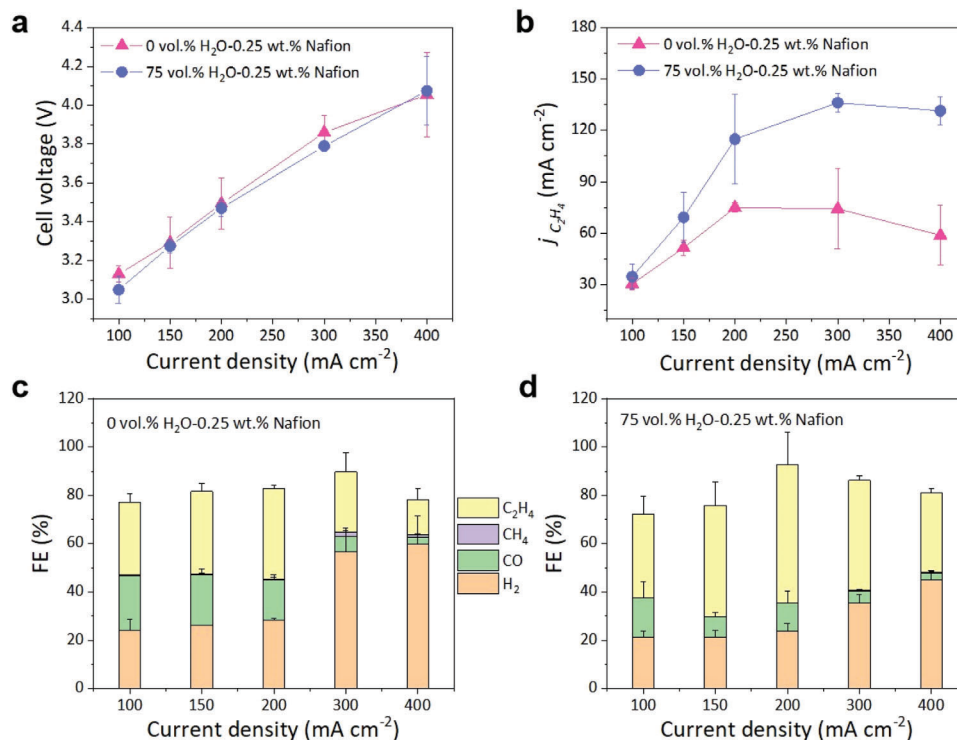 a
4.4
4.2
4.0
3.8
3.6
3.4
3.2
3.0
Cell voltage (V)
0 vol.% H₂O-0.25 wt.% Nafion
75 vol.% H₂O-0.25 wt.% Nafion
100 150 200 300 400
Current density (mA cm⁻²)
b
180
150
120
90
60
30
j C₂H₄ (mA cm⁻²)
0 vol.% H₂O-0.25 wt.% Nafion
75 vol.% H₂O-0.25 wt.% Nafion
100 150 200 300 400
Current density (mA cm⁻²)
c
120
100
80
60
40
20
0
FE (%)
0 vol.% H₂O-0.25 wt.% Nafion
100 150 200 300 400
Current density (mA cm⁻²)
C₂H₄
CH₄
CO
H₂
d
120
100
80
60
40
20
0
FE (%)
75 vol.% H₂O-0.25 wt.% Nafion
100 150 200 300 400
Current density (mA cm⁻²)